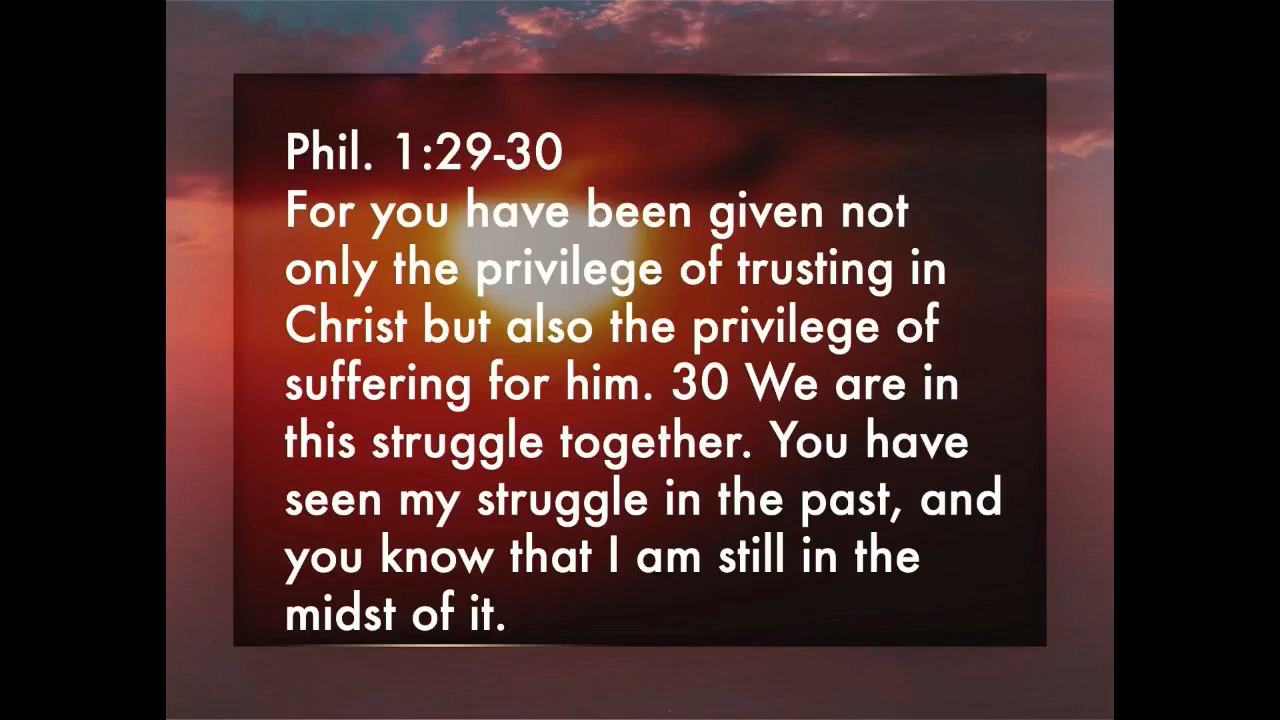 Phil. 1:29-30
For you have been given not
only the privilege of trusting in
Christ but also the privilege of
suffering for him. 30 We are in
this struggle together. You have
seen my struggle in the past, and
you know that I am still in the
midst of it.